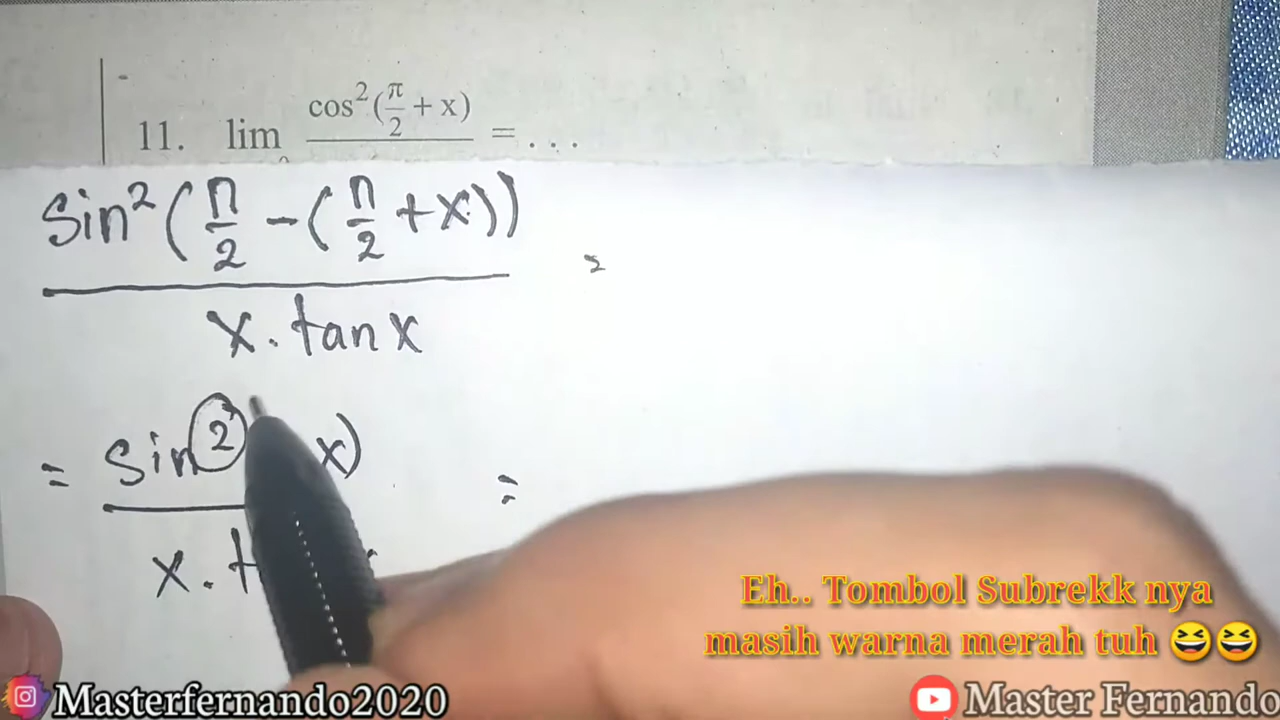 11. lim cos²(π/2 + x) = . . .
Sin²(π/2 - (π/2 + x))
=
x . tan x
= Sin² x) =
x . t
Eh.. Tombol Subrekk nya
masih warna merah tuh 😆😆
Masterfernando2020
Master Fernando